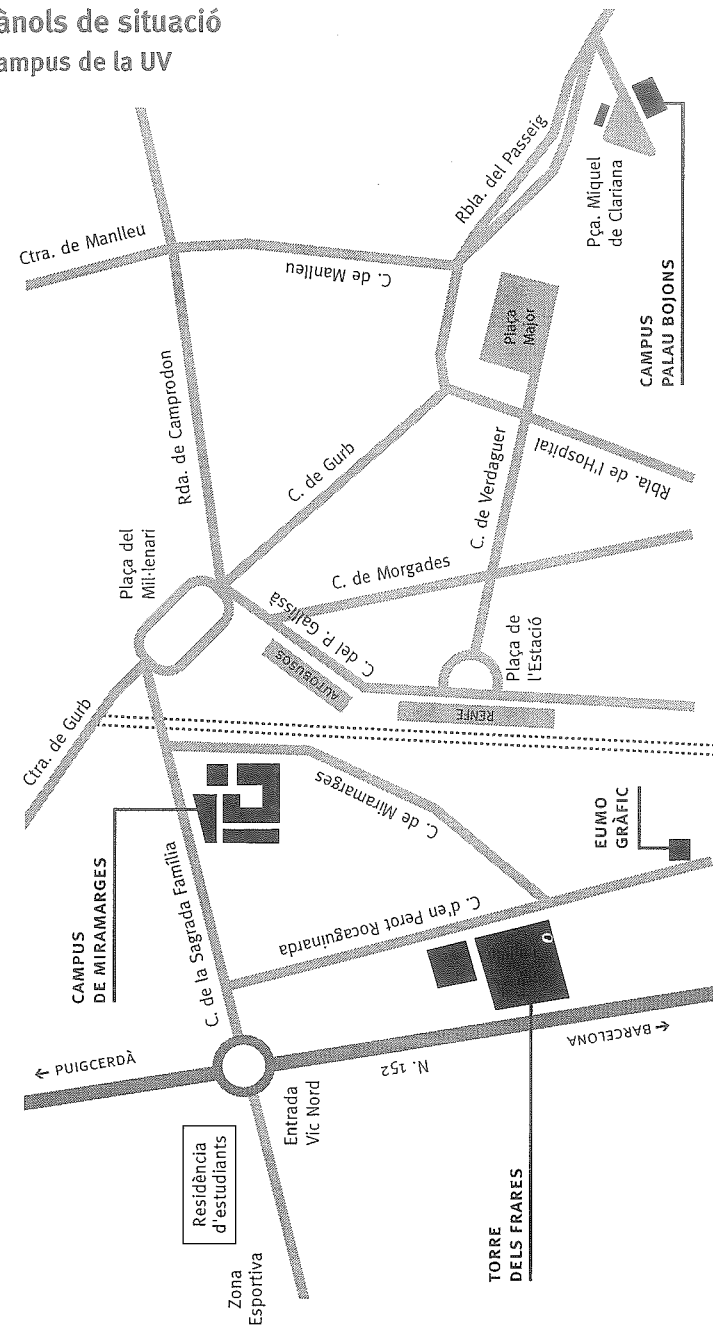 ànols de situació
ampus de la UV
Ctra. de Manlleu
C. de Manlleu
Rbla. del Passeig
Pça. Miquel
de Clariana
CAMPUS
PALAU BOJONS
Plaça
Major
Rda. de Camprodon
C. de Gurb
C. de Verdaguer
Rbla. de l'Hospital
Plaça del
Mil·lenari
C. de Morgades
C. del P. Gallissà
AUTOBUSOS
Plaça de
l'Estació
RENFE
Ctra. de Gurb
C. de Miramarges
CAMPUS
DE MIRAMARGES
C. de la Sagrada Família
EUMO
GRÀFIC
C. d'en Perot Rocaguinarda
← PUIGCERDÀ
N. 152
← BARCELONA
Entrada
Vic Nord
Residència
d'estudiants
Zona
Esportiva
TORRE
DELS FRARES